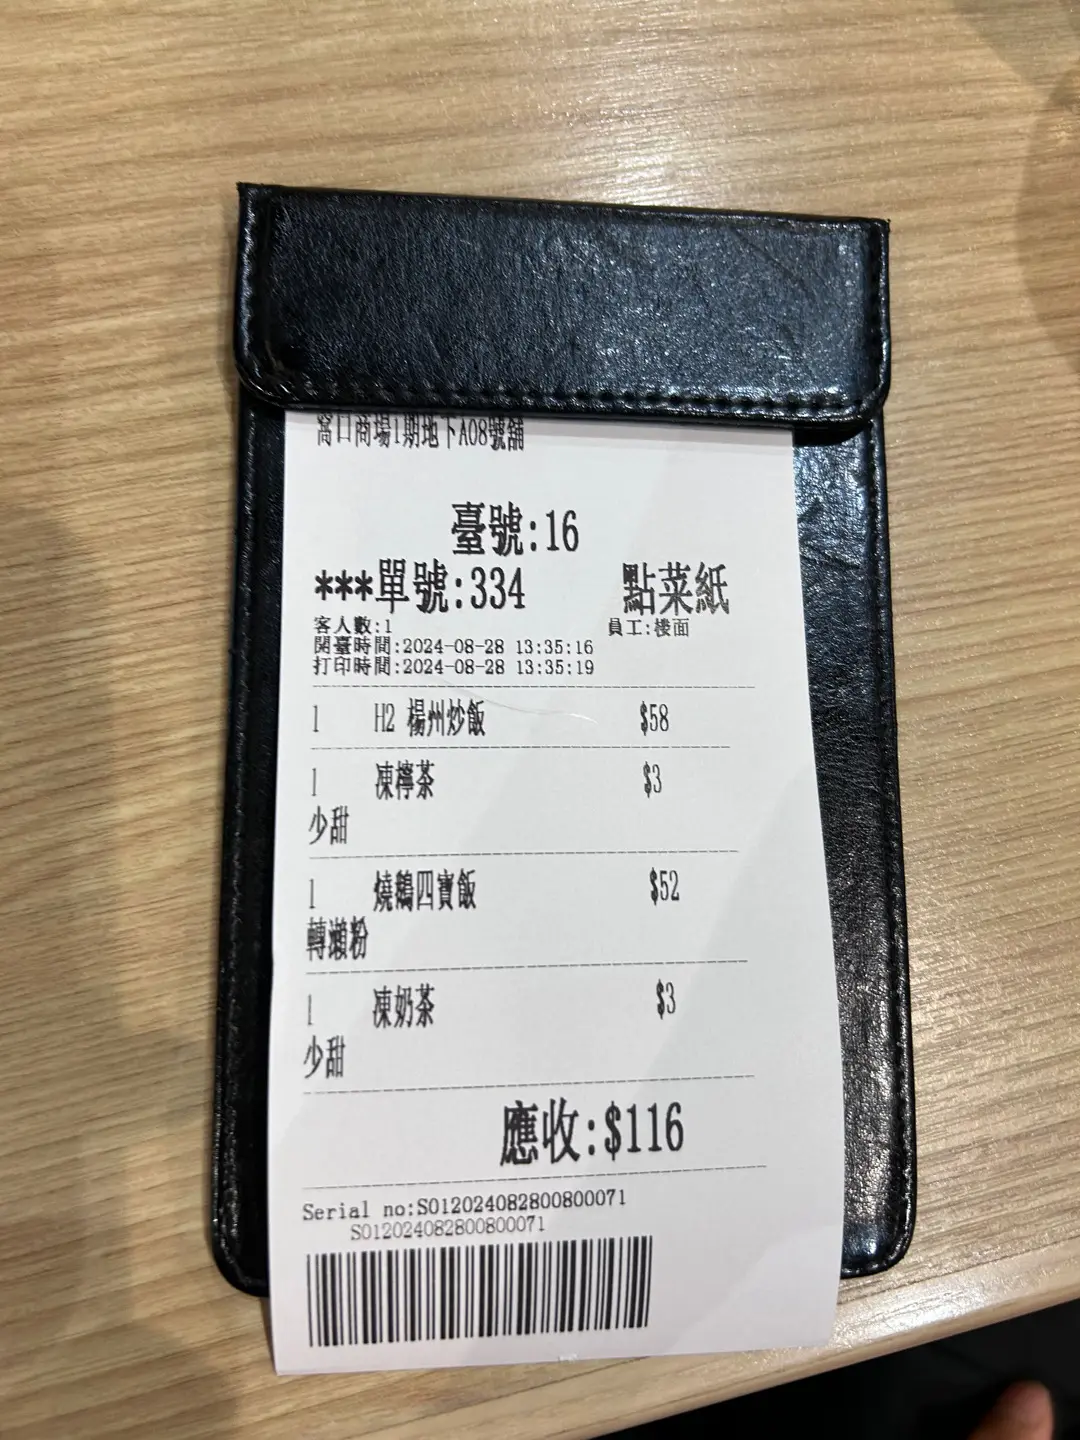 窩口商場1期地下A08號舖
臺號:16
***單號:334 點菜紙
客人數:1 員工:楼面
開臺時間:2024-08-28 13:35:16
打印時間:2024-08-28 13:35:19
1 H2 楊州炒飯 $58
1 凍檸茶 $3
少甜
1 燒鵝四寶飯 $52
轉瀨粉
1 凍奶茶 $3
少甜
應收:$116
Serial no:S012024082800800071
S012024082800800071